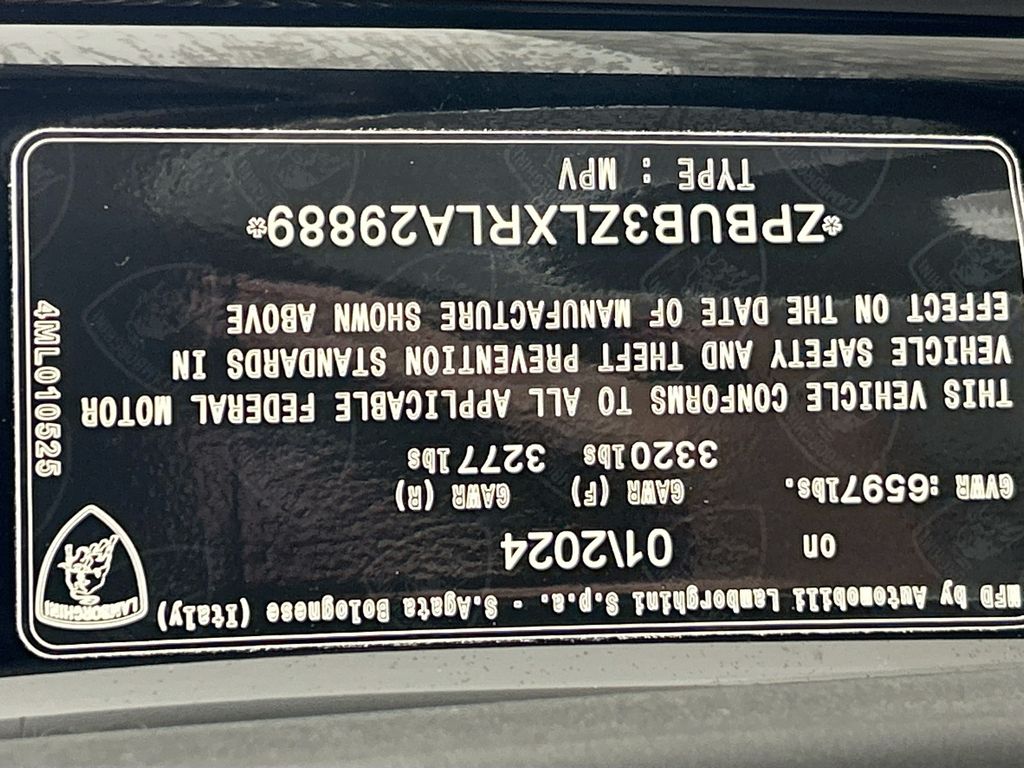 MFD by Automobili Lamborghini S.p.a. - S.Agata Bolognese (Italy)
on 01\2024
GVWR :6597lbs. GAWR (F) GAWR (R)
3320lbs 3277lbs
THIS VEHICLE CONFORMS TO ALL APPLICABLE FEDERAL MOTOR
VEHICLE SAFETY AND THEFT PREVENTION STANDARDS IN
EFFECT ON THE DATE OF MANUFACTURE SHOWN ABOVE
*ZPBUB3ZLXRLA29889*
TYPE : MPV
LAMBORGHINI
4ML010525